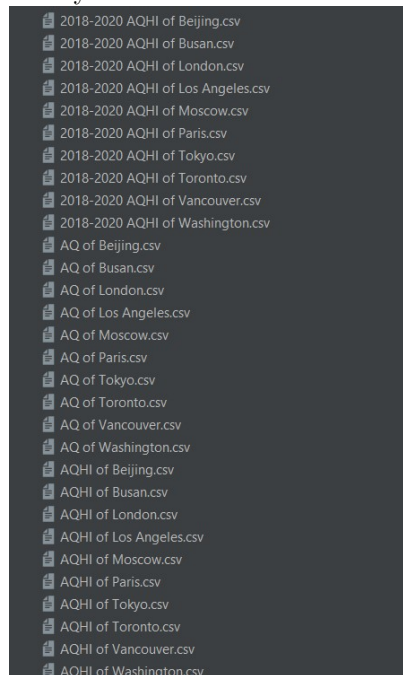 2018-2020 AQHI of Beijing.csv
2018-2020 AQHI of Busan.csv
2018-2020 AQHI of London.csv
2018-2020 AQHI of Los Angeles.csv
2018-2020 AQHI of Moscow.csv
2018-2020 AQHI of Paris.csv
2018-2020 AQHI of Tokyo.csv
2018-2020 AQHI of Toronto.csv
2018-2020 AQHI of Vancouver.csv
2018-2020 AQHI of Washington.csv
AQ of Beijing.csv
AQ of Busan.csv
AQ of London.csv
AQ of Los Angeles.csv
AQ of Moscow.csv
AQ of Paris.csv
AQ of Tokyo.csv
AQ of Toronto.csv
AQ of Vancouver.csv
AQ of Washington.csv
AQHI of Beijing.csv
AQHI of Busan.csv
AQHI of London.csv
AQHI of Los Angeles.csv
AQHI of Moscow.csv
AQHI of Paris.csv
AQHI of Tokyo.csv
AQHI of Toronto.csv
AQHI of Vancouver.csv
AQHI of Washington.csv